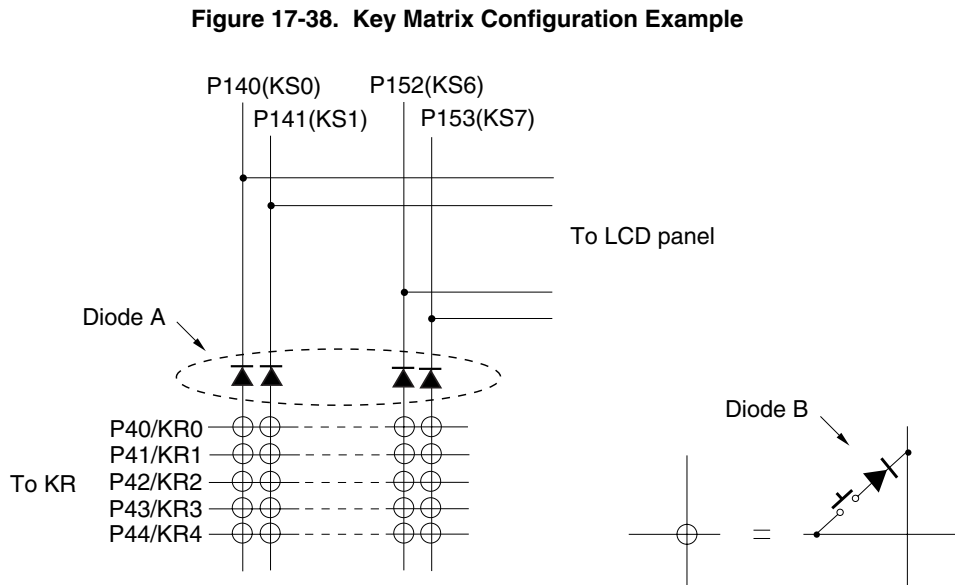 Figure 17-38. Key Matrix Configuration Example
P140(KS0)
P152(KS6)
P141(KS1)
P153(KS7)
To LCD panel
Diode A
Diode B
P40/KR0
P41/KR1
To KR
P42/KR2
P43/KR3
P44/KR4
=